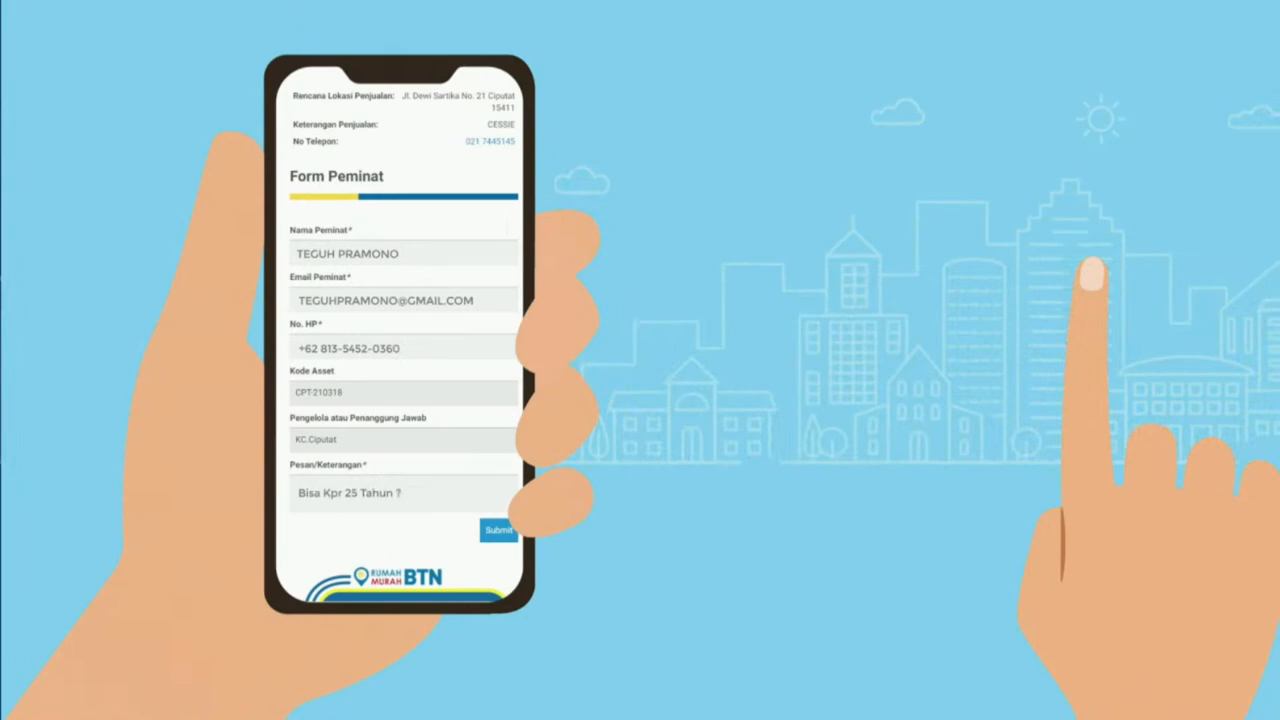 Rencana Lokasi Penjualan: Jl. Dewi Sartika No. 21 Ciputat
15411
Keterangan Penjualan: CESSIE
No Telepon: 021 7445145
Form Peminat
Nama Peminat*
TEGUH PRAMONO
Email Peminat*
TEGUHPRAMONO@GMAIL.COM
No. HP*
+62 813-5452-0360
Kode Asset
CPT-210318
Pengelola atau Penanggung Jawab
KC.Ciputat
Pesan/Keterangan*
Bisa Kpr 25 Tahun ?
Submit
RUMAH
MURAH BTN